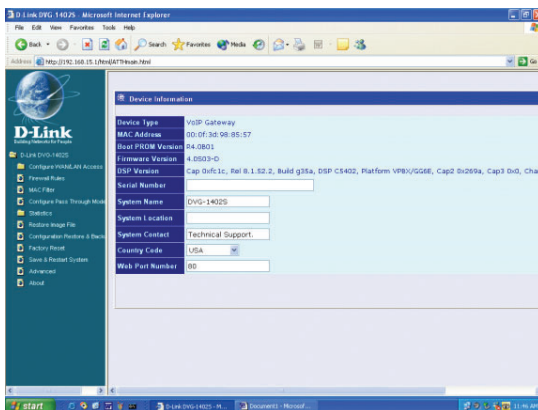 D-Link DVG-1402S - Microsoft Internet Explorer
File Edit View Favorites Tools Help
Back Search Favorites Media
Address http://192.168.15.1/html/ATTHmain.html Go
D-Link
Building Networks for People
D-Link DVG-1402S
Configure WAN/LAN Access
Firewall Rules
MAC Filter
Configure Pass Through Mode
Statistics
Restore Image File
Configuration Restore & Back
Factory Reset
Save & Restart System
Advanced
About
Device Information
Device Type VoIP Gateway
MAC Address 00:0f:3d:98:85:57
Boot PROM Version R4.0B01
Firmware Version 4.0S03-D
DSP Version Cap 0xfc1c, Rel 8.1.52.2, Build g35a, DSP C5402, Platform VPBX/GG6E, Cap2 0x269a, Cap3 0x0, Cha
Serial Number
System Name DVG-1402S
System Location
System Contact Technical Support.
Country Code USA
Web Port Number 80
start D-Link DVG-1402S - M... Document1 - Microsof... 11:46 AM